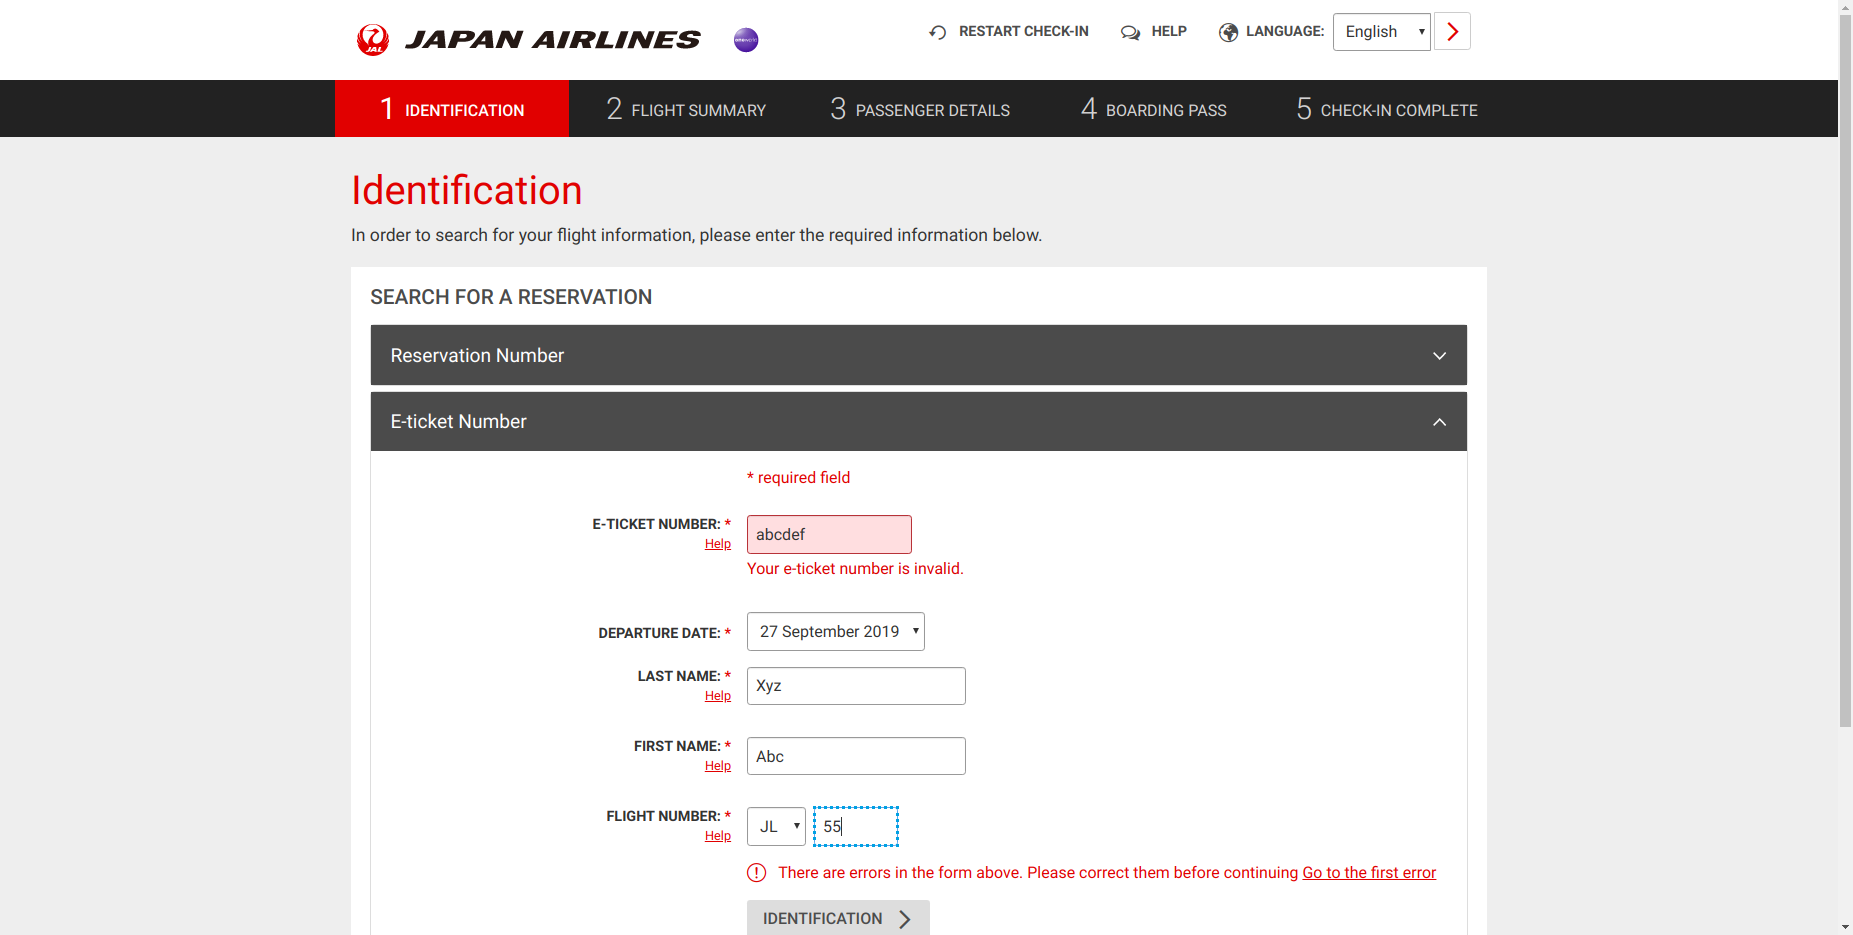 JAL JAPAN AIRLINES oneworld RESTART CHECK-IN HELP LANGUAGE: English
1 IDENTIFICATION 2 FLIGHT SUMMARY 3 PASSENGER DETAILS 4 BOARDING PASS 5 CHECK-IN COMPLETE
Identification
In order to search for your flight information, please enter the required information below.
SEARCH FOR A RESERVATION
Reservation Number
E-ticket Number
* required field
E-TICKET NUMBER: * abcdef
Help
Your e-ticket number is invalid.
DEPARTURE DATE: * 27 September 2019
LAST NAME: * Xyz
Help
FIRST NAME: * Abc
Help
FLIGHT NUMBER: * JL 55
Help
There are errors in the form above. Please correct them before continuing Go to the first error
IDENTIFICATION